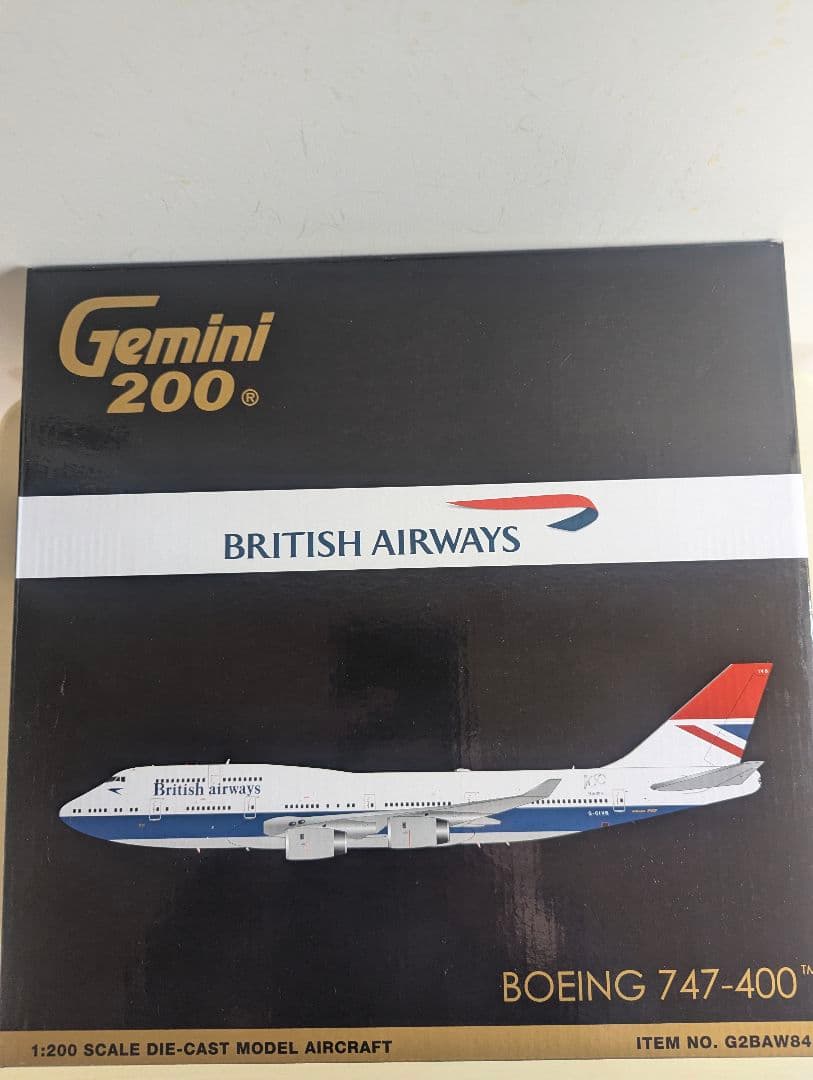 Gemini
200®
BRITISH AIRWAYS
British airways
100
BOEING 747-400™
1:200 SCALE DIE-CAST MODEL AIRCRAFT
ITEM NO. G2BAW84